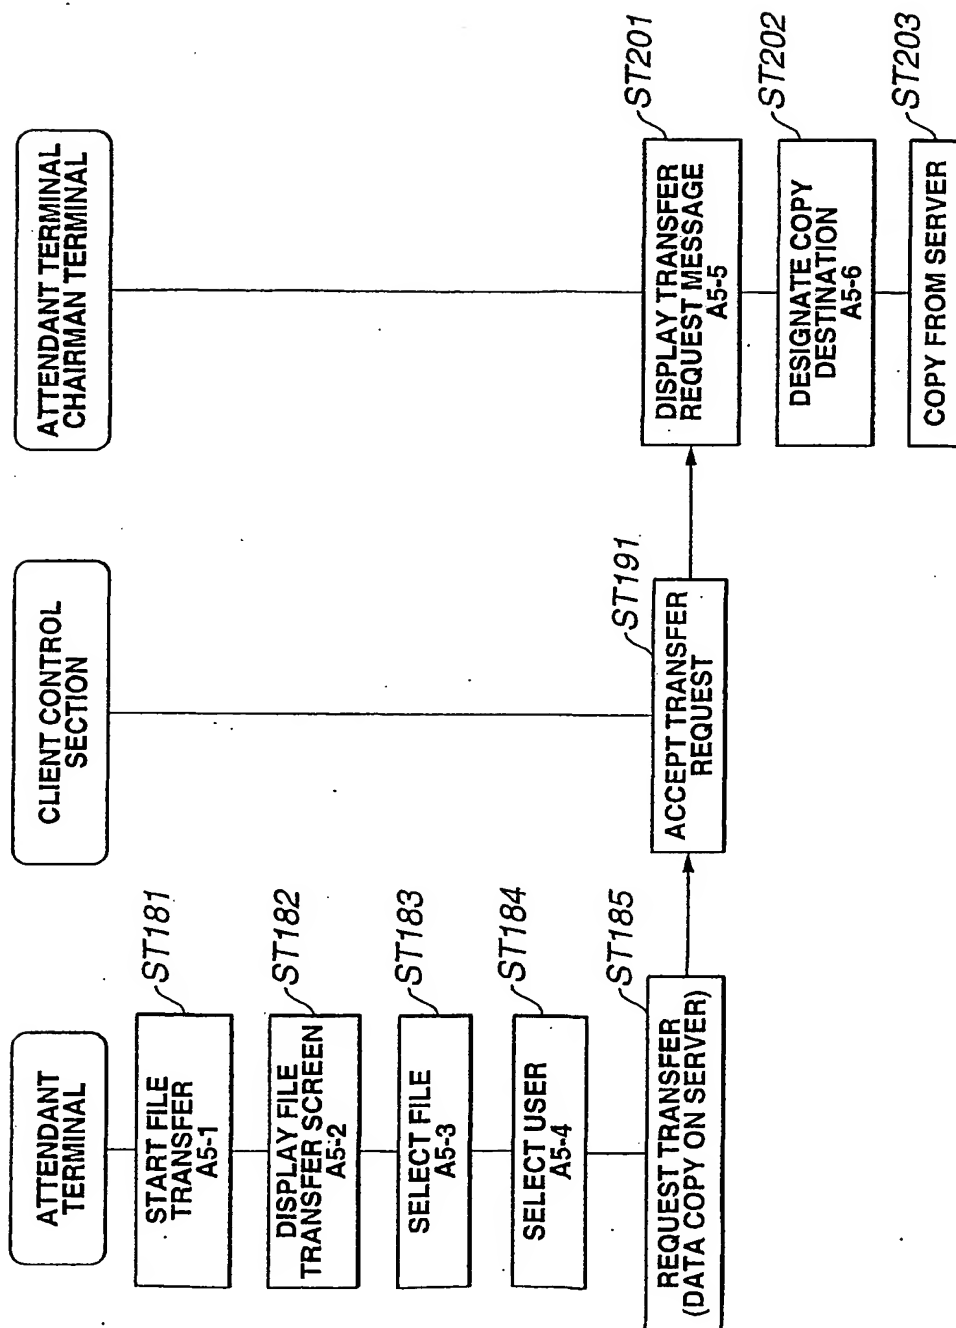 ATTENDANT
TERMINAL
START FILE
TRANSFER
A5-1
ST181
DISPLAY FILE
TRANSFER SCREEN
A5-2
ST182
SELECT FILE
A5-3
ST183
SELECT USER
A5-4
ST184
REQUEST TRANSFER
(DATA COPY ON SERVER)
ST185
CLIENT CONTROL
SECTION
ACCEPT TRANSFER
REQUEST
ST191
ATTENDANT TERMINAL
CHAIRMAN TERMINAL
DISPLAY TRANSFER
REQUEST MESSAGE
A5-5
ST201
DESIGNATE COPY
DESTINATION
A5-6
ST202
COPY FROM SERVER
ST203